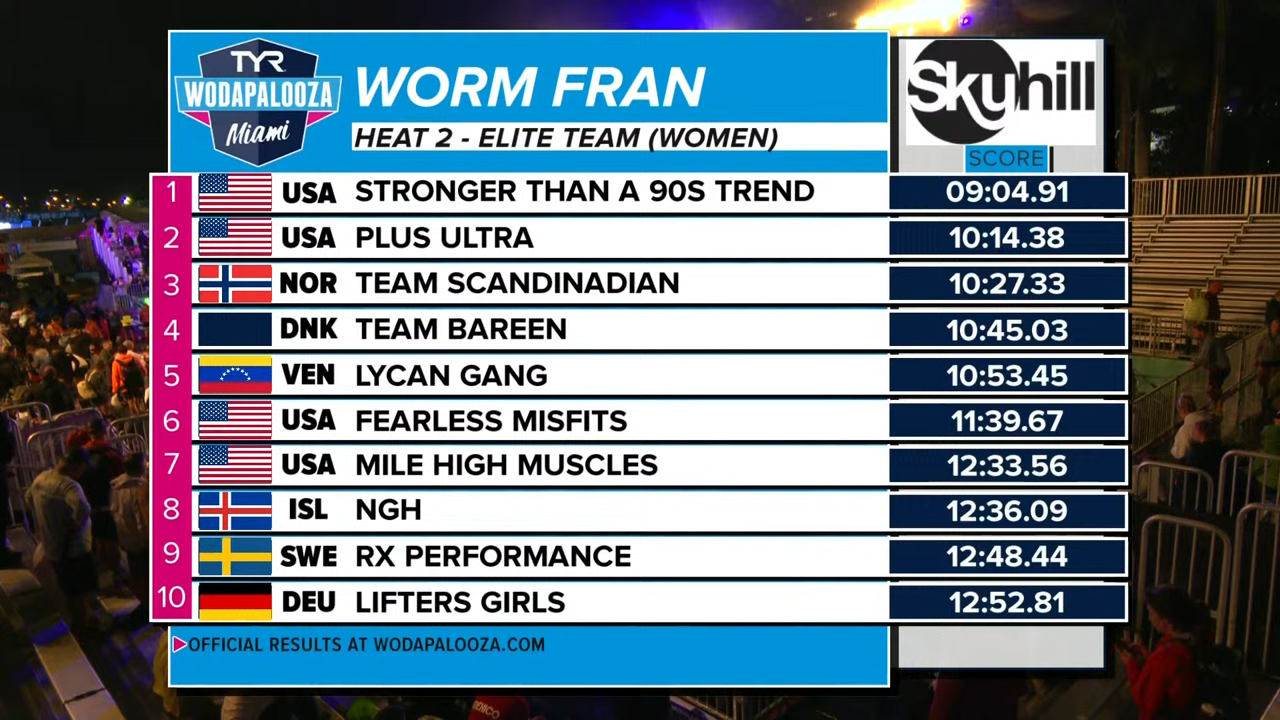 TYR
WODAPALOOZA
Miami
WORM FRAN
HEAT 2 - ELITE TEAM (WOMEN)
Skyhill
SCORE
1 USA STRONGER THAN A 90S TREND 09:04.91
2 USA PLUS ULTRA 10:14.38
3 NOR TEAM SCANDINADIAN 10:27.33
4 DNK TEAM BAREEN 10:45.03
5 VEN LYCAN GANG 10:53.45
6 USA FEARLESS MISFITS 11:39.67
7 USA MILE HIGH MUSCLES 12:33.56
8 ISL NGH 12:36.09
9 SWE RX PERFORMANCE 12:48.44
10 DEU LIFTERS GIRLS 12:52.81
OFFICIAL RESULTS AT WODAPALOOZA.COM